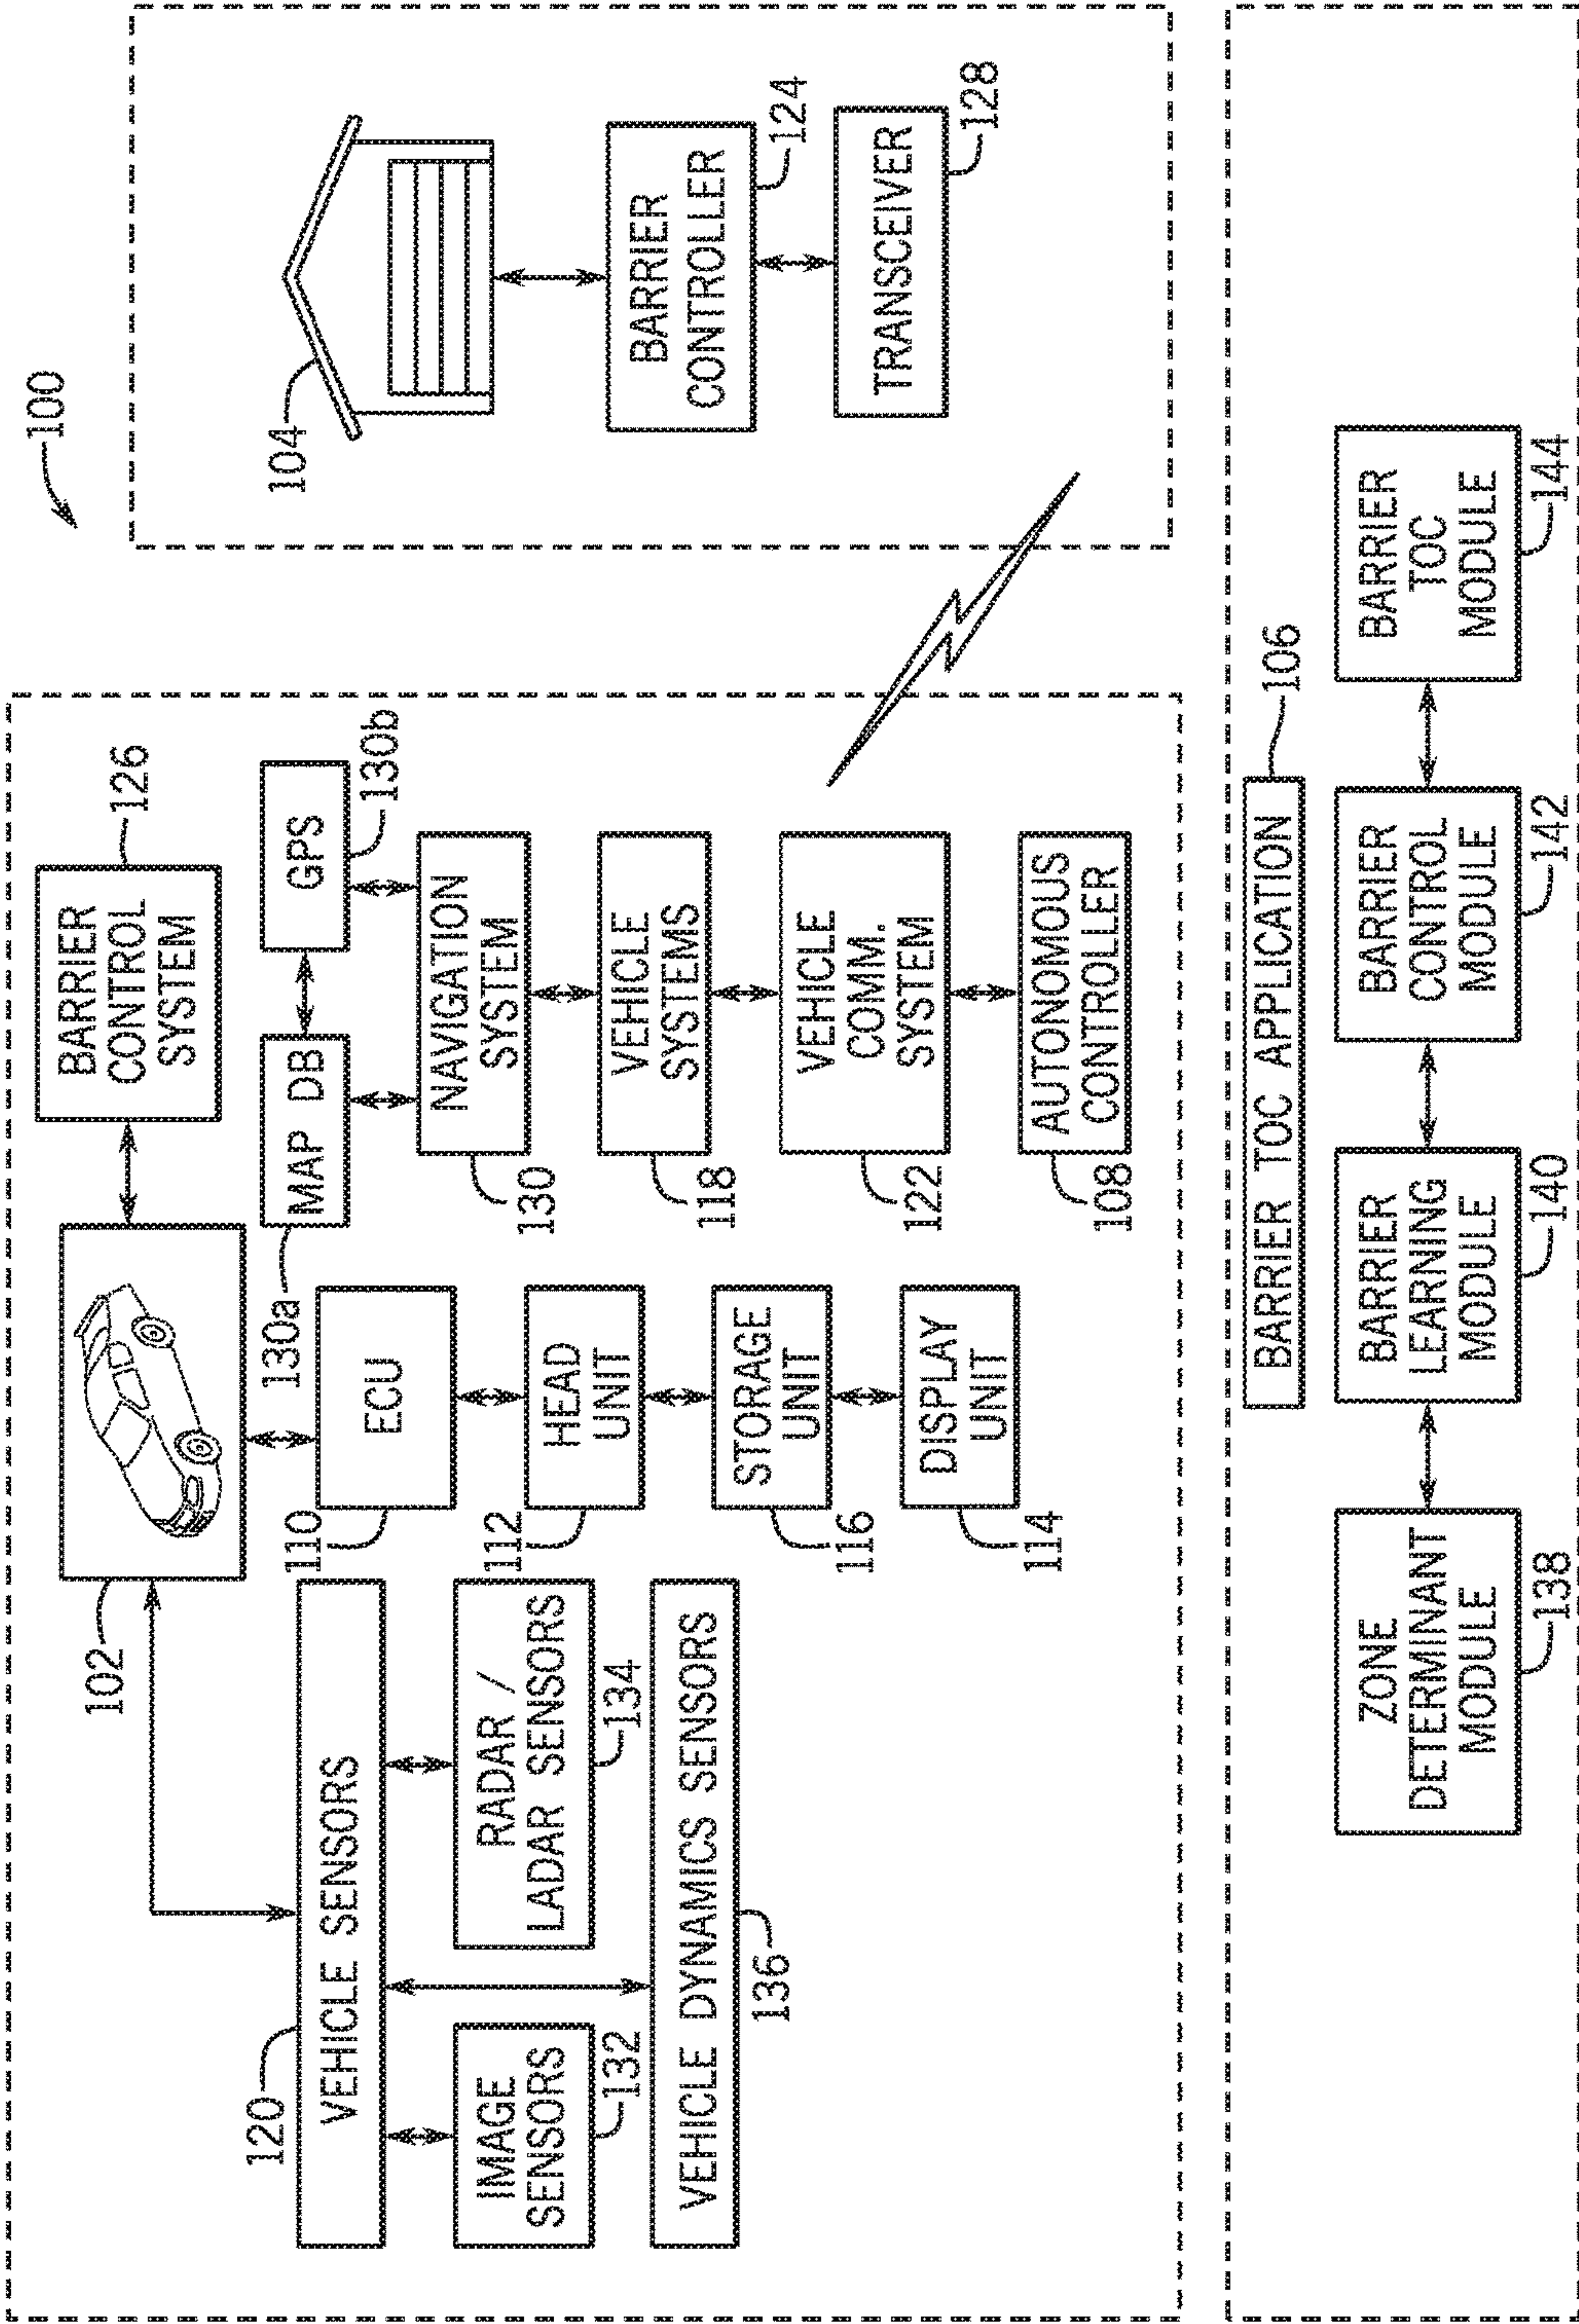 100
102
BARRIER
CONTROL
SYSTEM
126
120
VEHICLE SENSORS
IMAGE
SENSORS
132
RADAR /
LADAR SENSORS
134
VEHICLE DYNAMICS SENSORS
136
110
ECU
112
HEAD
UNIT
116
STORAGE
UNIT
114
DISPLAY
UNIT
130a
MAP DB
GPS
130b
NAVIGATION
SYSTEM
130
VEHICLE
SYSTEMS
118
VEHICLE
COMM.
SYSTEM
122
AUTONOMOUS
CONTROLLER
108
104
BARRIER
CONTROLLER
124
TRANSCEIVER
128
BARRIER TOC APPLICATION
106
ZONE
DETERMINANT
MODULE
138
BARRIER
LEARNING
MODULE
140
BARRIER
CONTROL
MODULE
142
BARRIER
TOC
MODULE
144